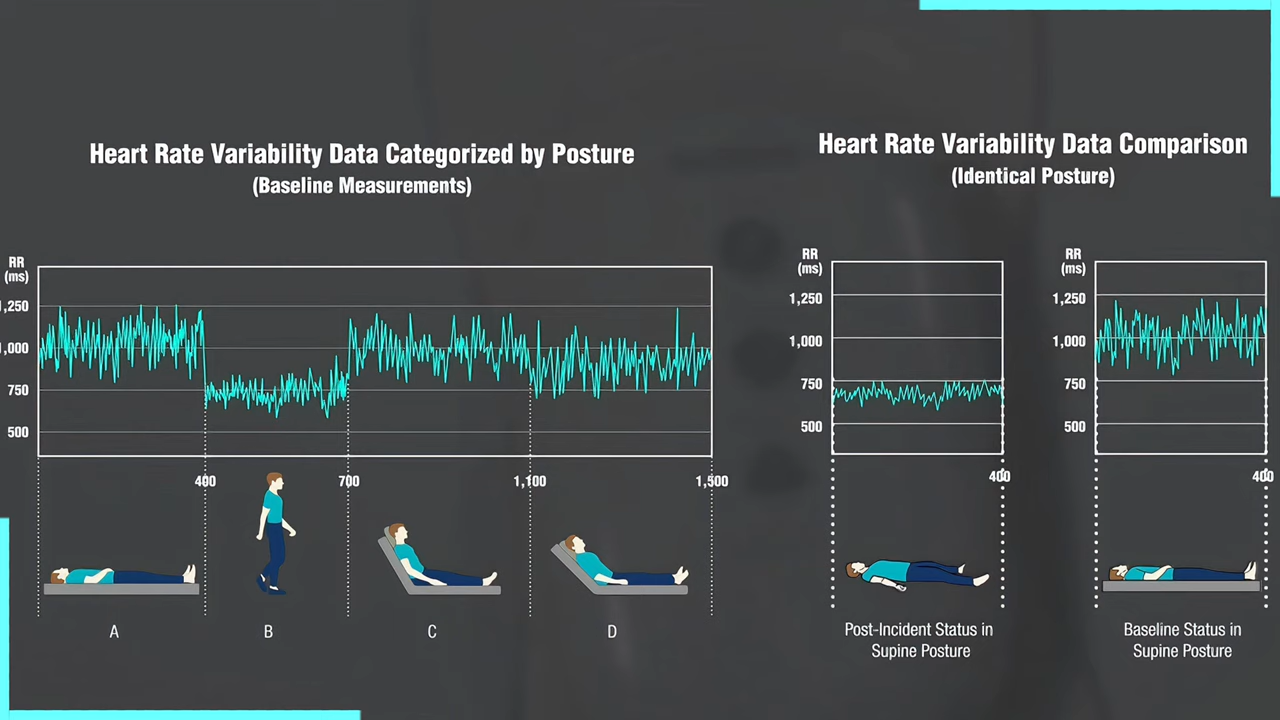 Heart Rate Variability Data Categorized by Posture
(Baseline Measurements)
RR
(ms)
1,250
1,000
750
500
400
700
1,100
1,500
A
B
C
D
Heart Rate Variability Data Comparison
(Identical Posture)
RR
(ms)
1,250
1,000
750
500
400
Post-Incident Status in
Supine Posture
RR
(ms)
1,250
1,000
750
500
400
Baseline Status in
Supine Posture